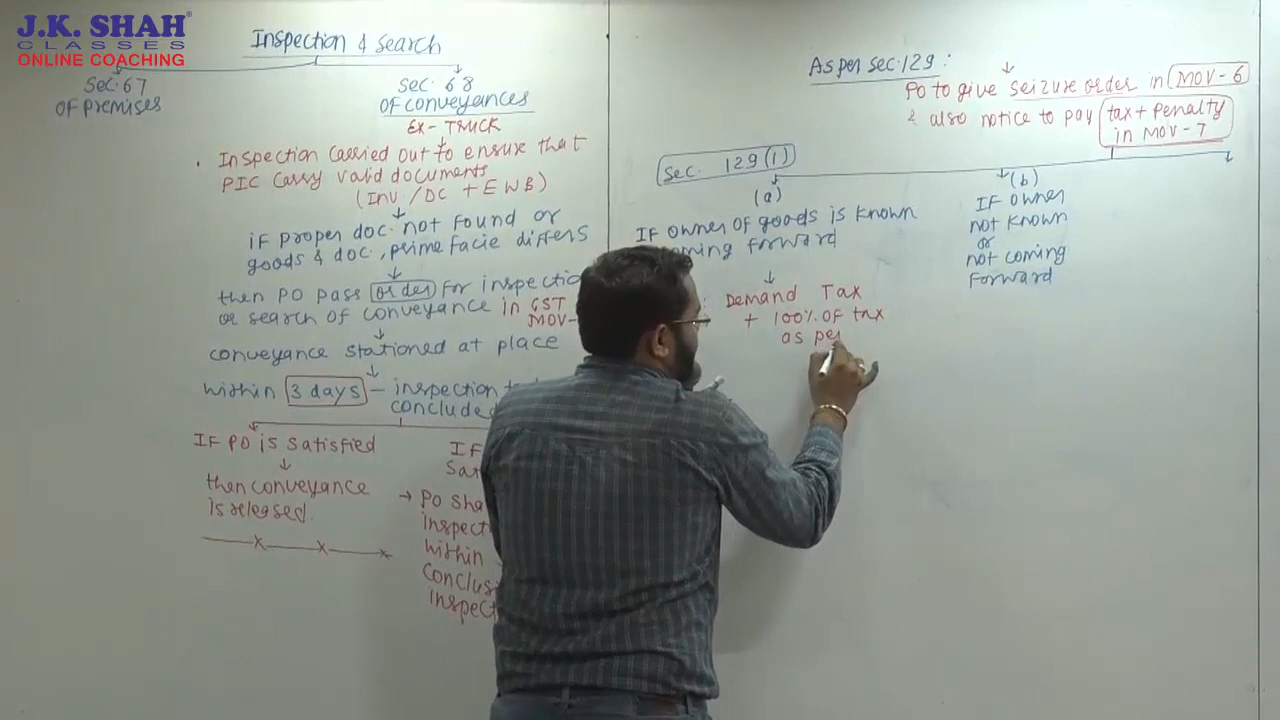 J.K. SHAH®
CLASSES
ONLINE COACHING
Inspection & Search
Sec. 67
OF premises
Sec. 68
OF conveyances
Ex- TRUCK
Inspection carried out to ensure that
PIC carry valid documents
(Inv / DC + EWB)
if proper doc. not found or
goods & doc, prime facie differs
then PO pass order for inspectio
or search of conveyance in GST
MOV-
conveyance stationed at place
within 3 days - inspection
concluded
IF PO is satisfied
then conveyance
is released.
IF
Sat
→ PO sha
inspect
within
conclus
inspect
As per sec. 129 :
PO to give seizure order in MOV - 6
& also notice to pay tax + penalty
in MOV - 7
Sec. 129 (1)
(a)
IF owner of goods is known
coming forward
: Demand Tax
+ 100% OF tax
as per
(b)
IF owner
not known
or
not coming
forward